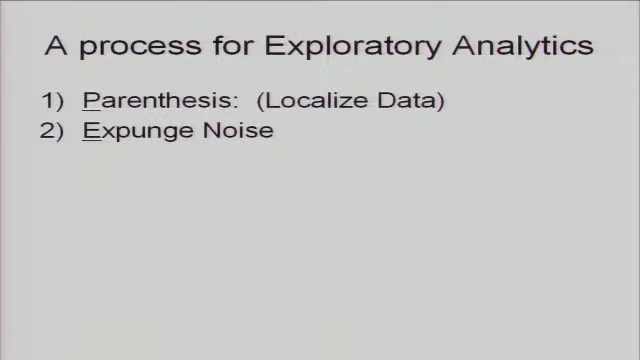 A process for Exploratory Analytics
1) Parenthesis: (Localize Data)
2) Expunge Noise